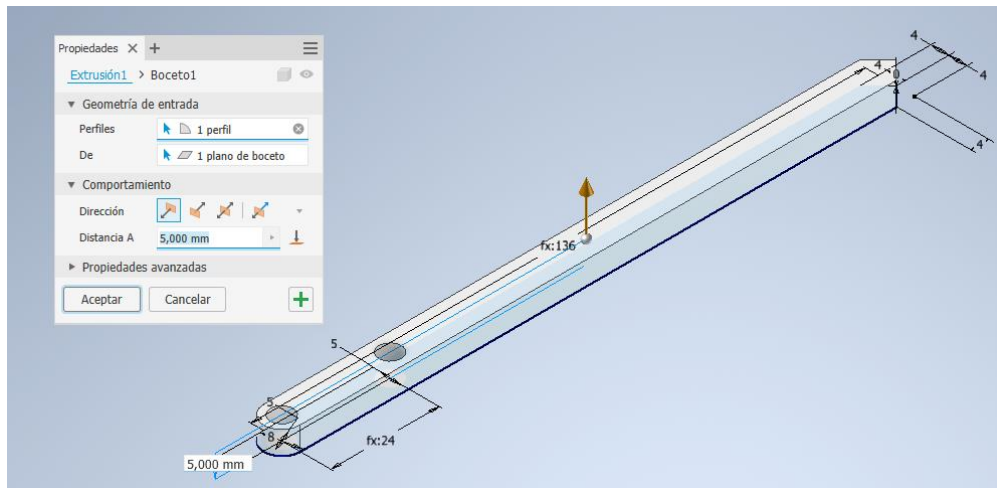 Propiedades
Extrusión1 > Boceto1
Geometría de entrada
Perfiles 1 perfil
De 1 plano de boceto
Comportamiento
Dirección
Distancia A 5,000 mm
Propiedades avanzadas
Aceptar Cancelar
4
4
4
0
4
4
fx:136
5
5
8
fx:24
5,000 mm